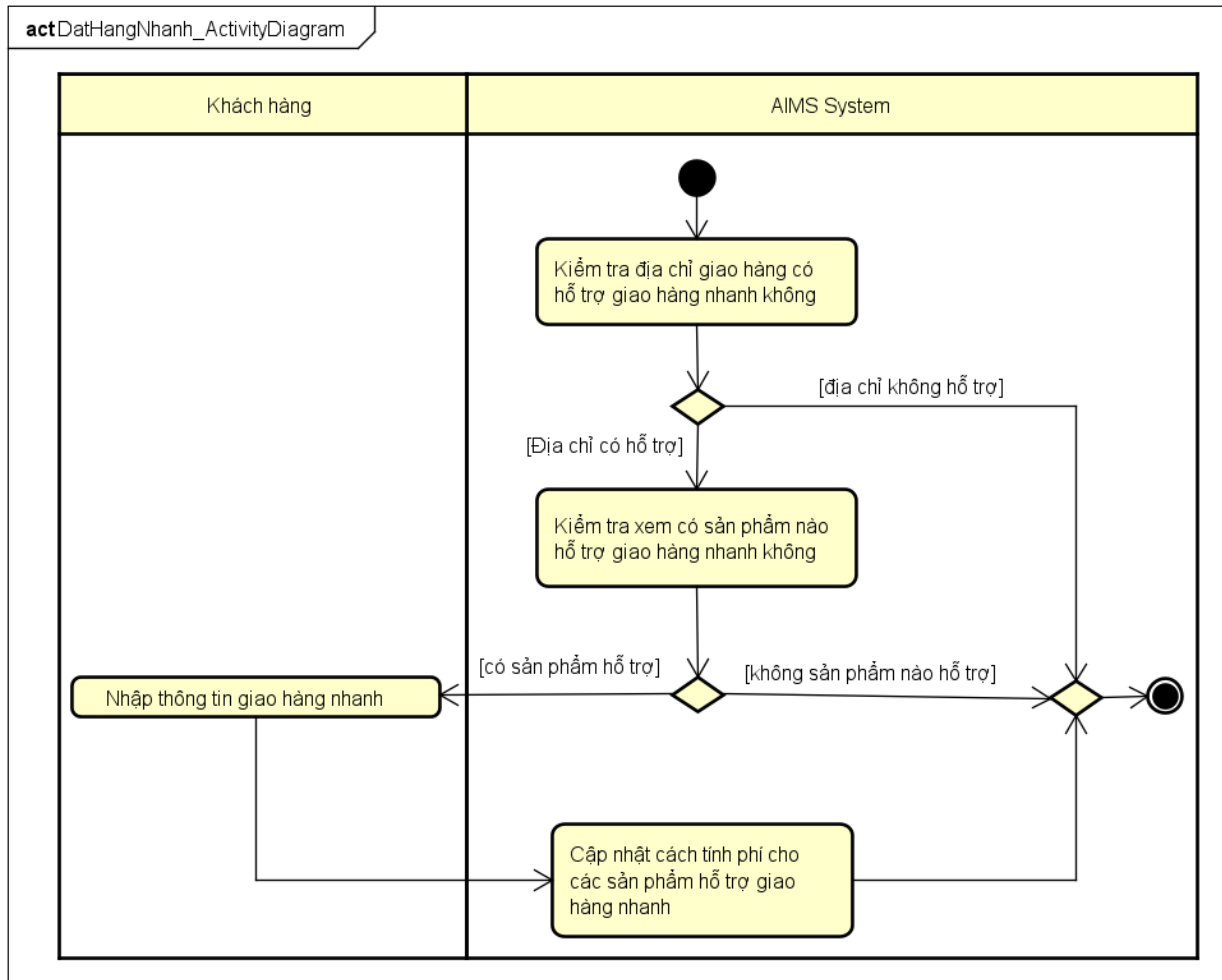 act DatHangNhanh_ActivityDiagram
Khách hàng
AIMS System
Kiểm tra địa chỉ giao hàng có
hỗ trợ giao hàng nhanh không
[địa chỉ không hỗ trợ]
[Địa chỉ có hỗ trợ]
Kiểm tra xem có sản phẩm nào
hỗ trợ giao hàng nhanh không
[có sản phẩm hỗ trợ]
[không sản phẩm nào hỗ trợ]
Nhập thông tin giao hàng nhanh
Cập nhật cách tính phí cho
các sản phẩm hỗ trợ giao
hàng nhanh